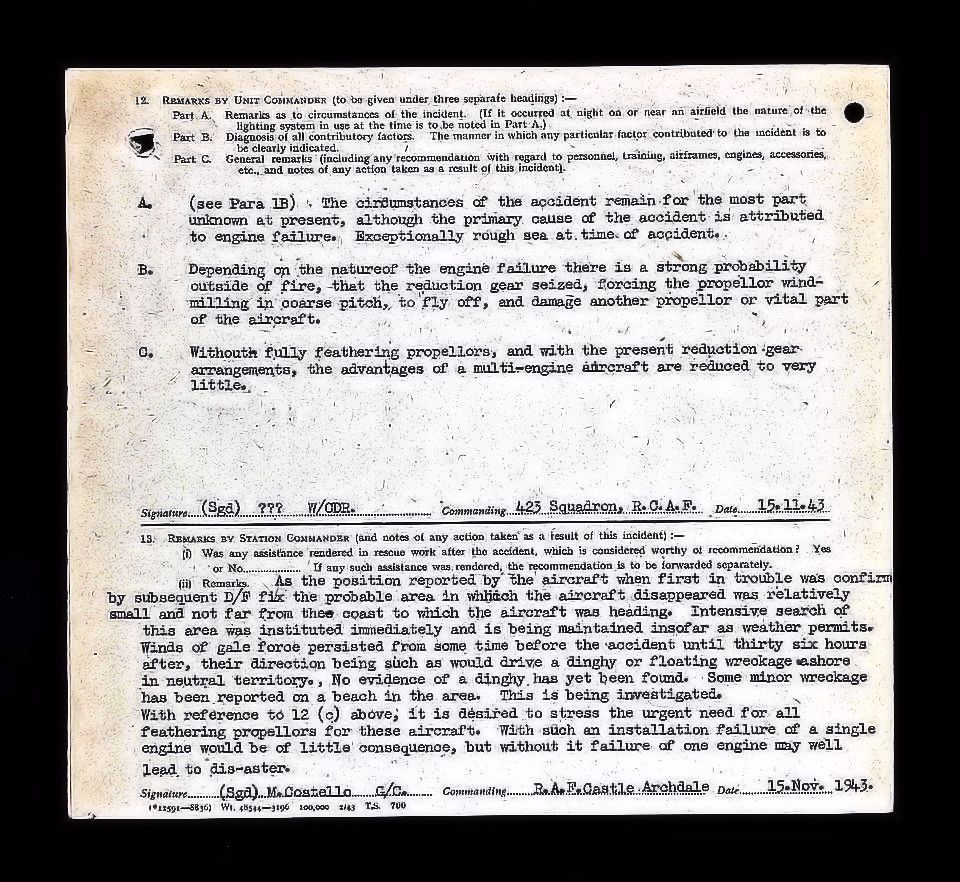 12. REMARKS BY UNIT COMMANDER (to be given under three separate headings) :—
Part A. Remarks as to circumstances of the incident. (If it occurred at night on or near an airfield the nature of the
lighting system in use at the time is to be noted in Part A.)
Part B. Diagnosis of all contributory factors. The manner in which any particular factor contributed to the incident is to
be clearly indicated.
Part C. General remarks (including any recommendation with regard to personnel, training, airframes, engines, accessories,
etc., and notes of any action taken as a result of this incident).
A. (see Para 1B) . The circumstances of the accident remain for the most part
unknown at present, although the primary cause of the accident is attributed
to engine failure. Exceptionally rough sea at time of accident.
B. Depending on the natureof the engine failure there is a strong probability
outside of fire, that the reduction gear seized, forcing the propellor wind-
milling in coarse pitch, to fly off, and damage another propellor or vital part
of the aircraft.
C. Withouth fully feathering propellors, and with the present reduction gear
arrangements, the advantages of a multi-engine aircraft are reduced to very
little.
Signature....(Sgd) ??? W/CDR. Commanding 423 Squadron, R.C.A.F. Date 15.11.43
13. REMARKS BY STATION COMMANDER (and notes of any action taken as a result of this incident) :—
(i) Was any assistance rendered in rescue work after the accident, which is considered worthy of recommendation ? Yes
or No.................. If any such assistance was rendered, the recommendation is to be forwarded separately.
(ii) Remarks. As the position reported by the aircraft when first in trouble was confirm
by subsequent D/F fix the probable area in which the aircraft disappeared was relatively
small and not far from thee coast to which the aircraft was heading. Intensive search of
this area was instituted immediately and is being maintained insofar as weather permits.
Winds of gale force persisted from some time before the accident until thirty six hours
after, their direction being such as would drive a dinghy or floating wreckage ashore
in neutral territory., No evidence of a dinghy has yet been found. Some minor wreckage
has been reported on a beach in the area. This is being investigated.
With reference to 12 (c) above, it is desired to stress the urgent need for all
feathering propellors for these aircraft. With such an installation failure of a single
engine would be of little consequence, but without it failure of one engine may well
lead to dis-aster.
Signature......(Sgd) M.Costello G/C. Commanding......R.A.F.Castle Archdale Date....15.Nov. 1943.
(*12591—8836) Wt. 48544—3196 100,000 2/43 T.S. 700